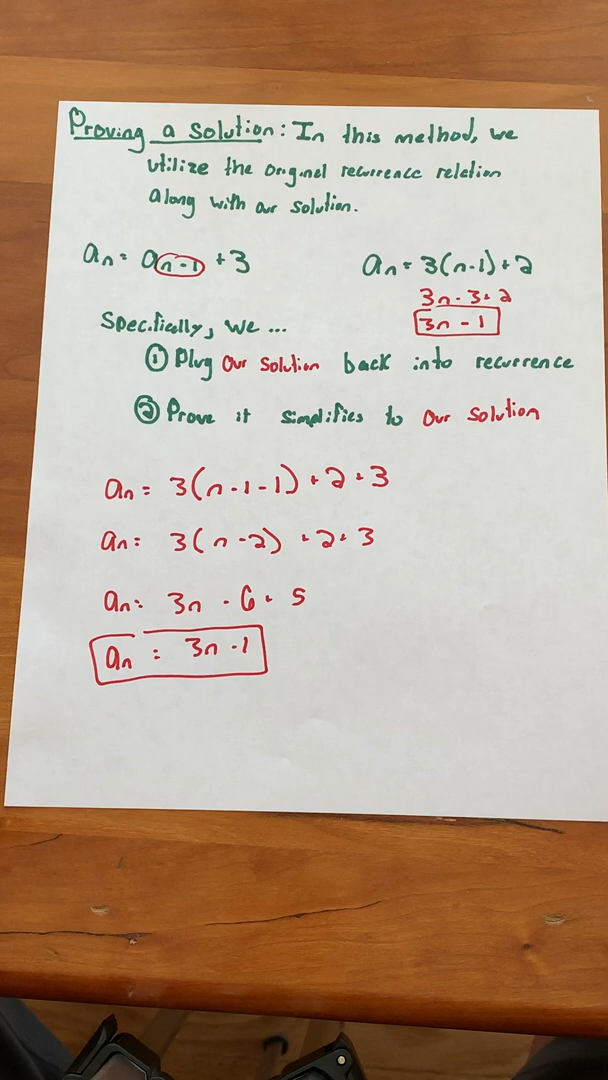 Proving a solution: In this method, we
utilize the original recurrence relation
along with our solution.
an = an-1 + 3
an = 3(n-1)+2
3n-3+2
3n - 1
Specifically, we ...
① Plug our solution back into recurrence
② Prove it simplifies to our solution
an = 3(n-1-1)+2+3
an = 3(n-2) +2+3
an = 3n - 6 + 5
an = 3n-1